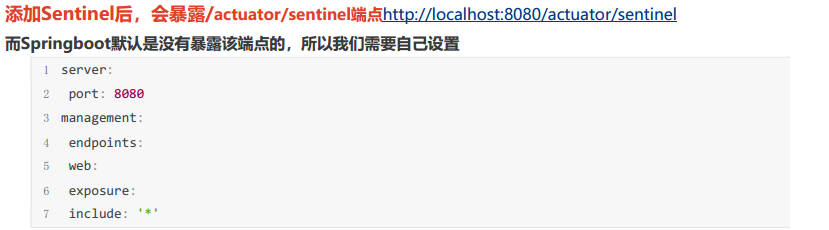 添加Sentinel后，会暴露/actuator/sentinel端点http://localhost:8080/actuator/sentinel
而Springboot默认是没有暴露该端点的，所以我们需要自己设置
1 server:
2  port: 8080
3 management:
4  endpoints:
5  web:
6  exposure:
7  include: '*'